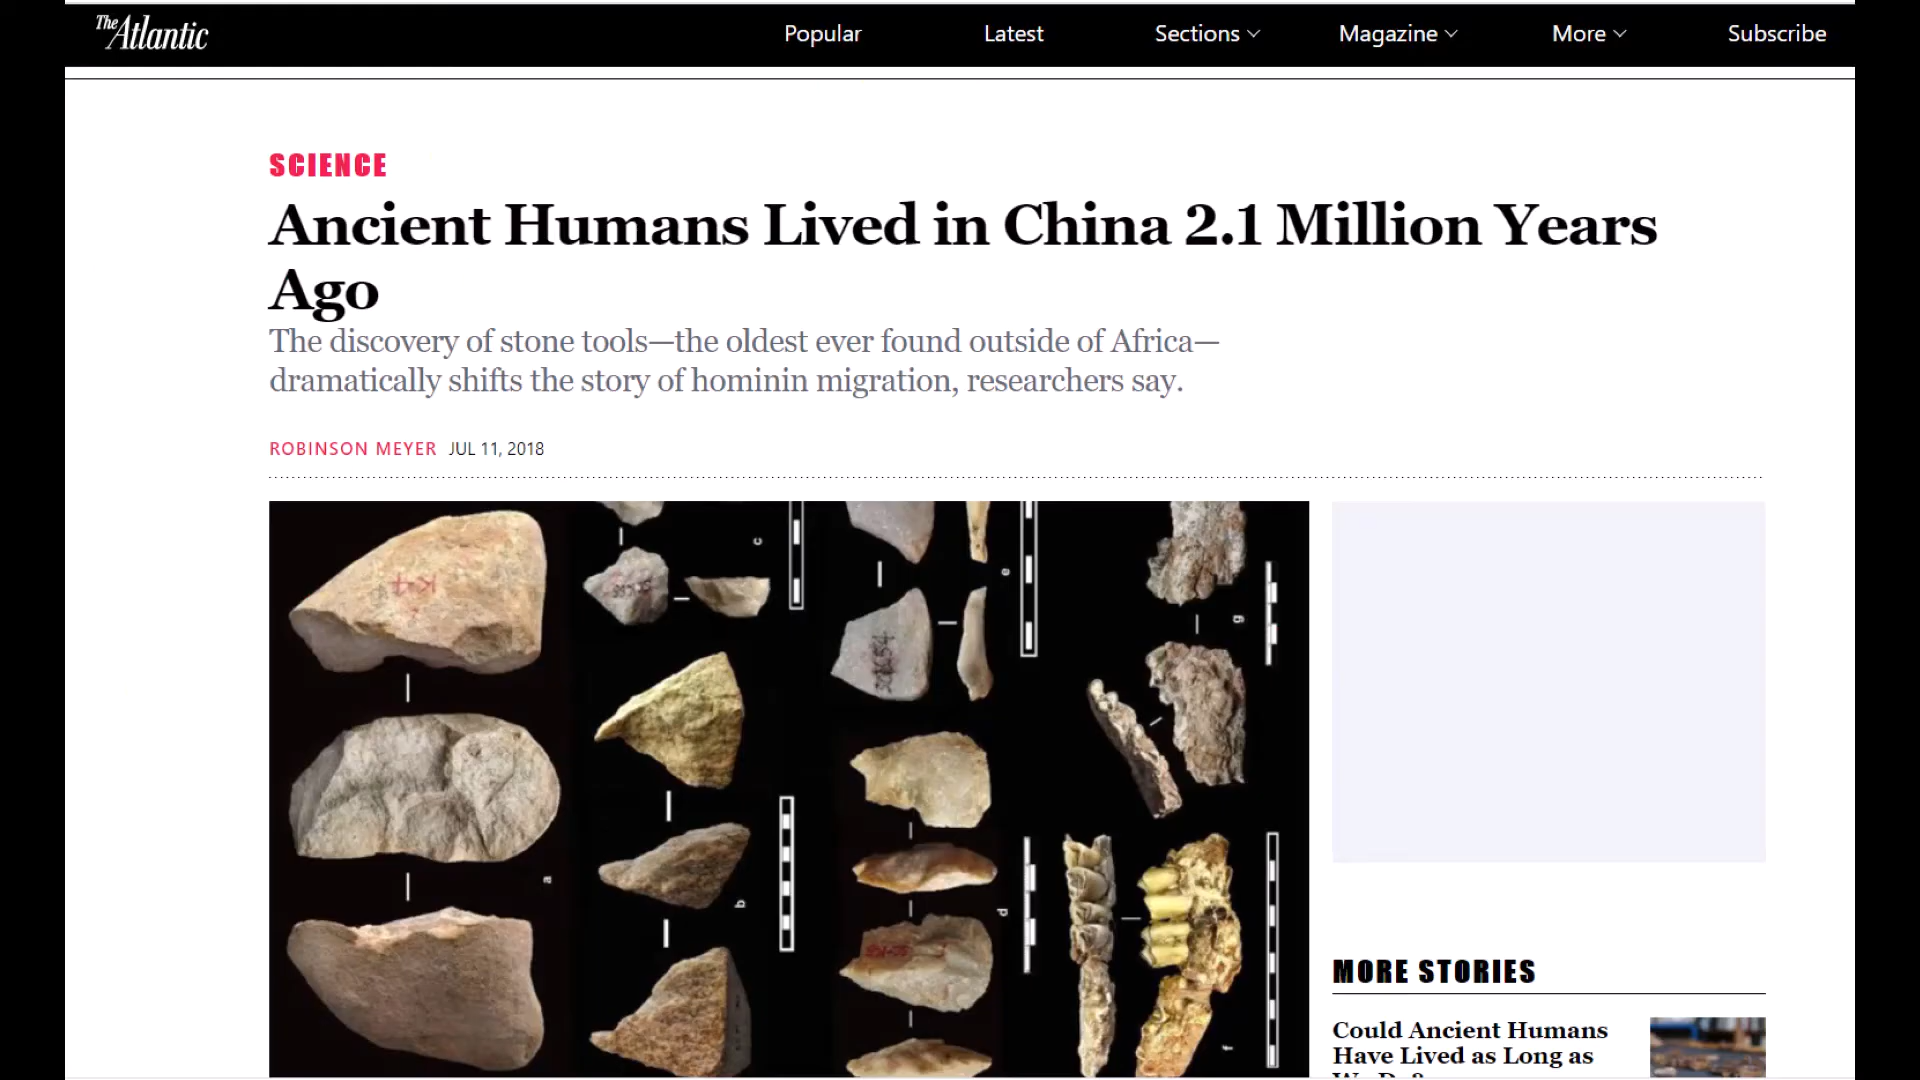 The Atlantic
Popular
Latest
Sections
Magazine
More
Subscribe
SCIENCE
Ancient Humans Lived in China 2.1 Million Years
Ago
The discovery of stone tools—the oldest ever found outside of Africa—
dramatically shifts the story of hominin migration, researchers say.
ROBINSON MEYER JUL 11, 2018
c
e
g
a
b
d
f
MORE STORIES
Could Ancient Humans
Have Lived as Long as